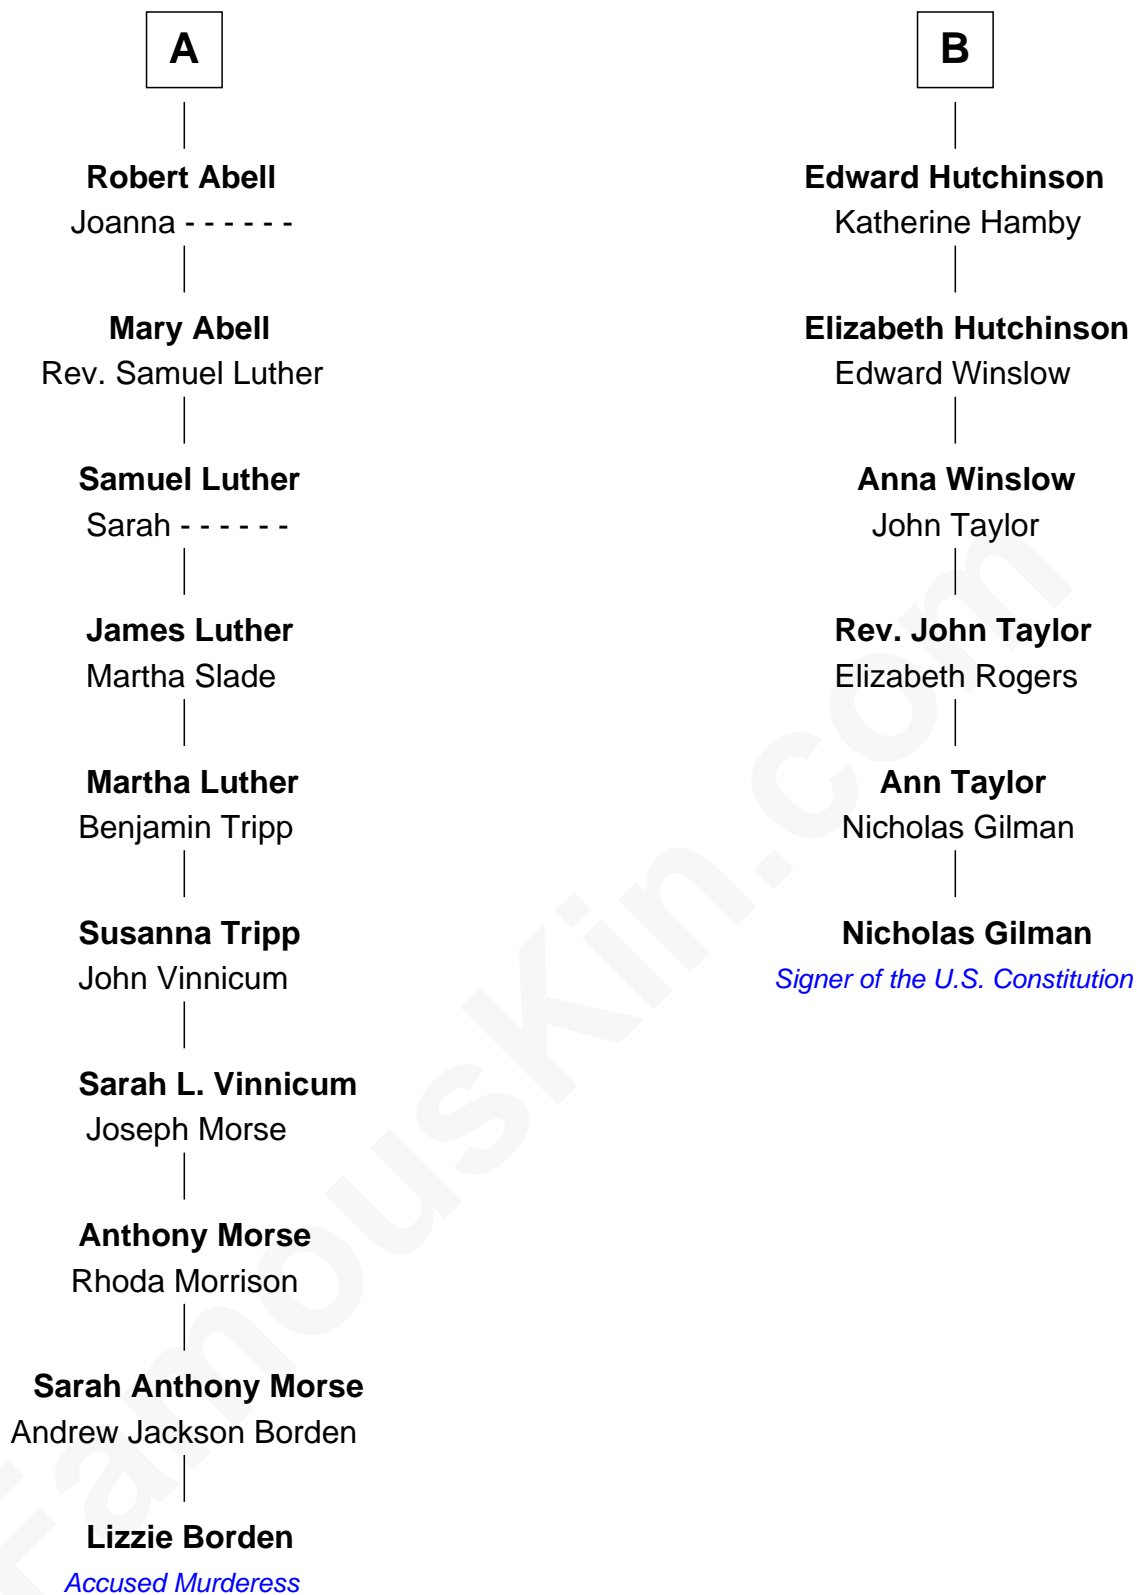 A
Robert Abell
Joanna - - - - - -
Mary Abell
Rev. Samuel Luther
Samuel Luther
Sarah - - - - - -
James Luther
Martha Slade
Martha Luther
Benjamin Tripp
Susanna Tripp
John Vinnicum
Sarah L. Vinnicum
Joseph Morse
Anthony Morse
Rhoda Morrison
Sarah Anthony Morse
Andrew Jackson Borden
Lizzie Borden
Accused Murderess
B
Edward Hutchinson
Katherine Hamby
Elizabeth Hutchinson
Edward Winslow
Anna Winslow
John Taylor
Rev. John Taylor
Elizabeth Rogers
Ann Taylor
Nicholas Gilman
Nicholas Gilman
Signer of the U.S. Constitution
FamousKin.com